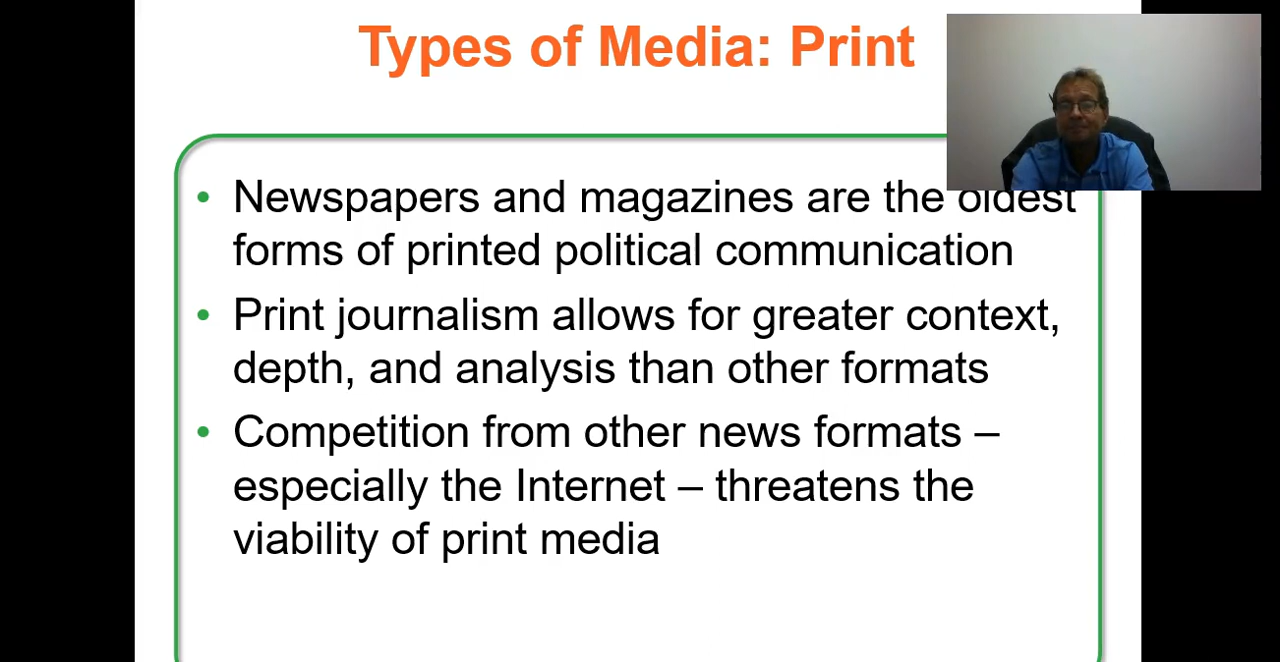 Types of Media: Print
• Newspapers and magazines are the oldest
forms of printed political communication
• Print journalism allows for greater context,
depth, and analysis than other formats
• Competition from other news formats –
especially the Internet – threatens the
viability of print media